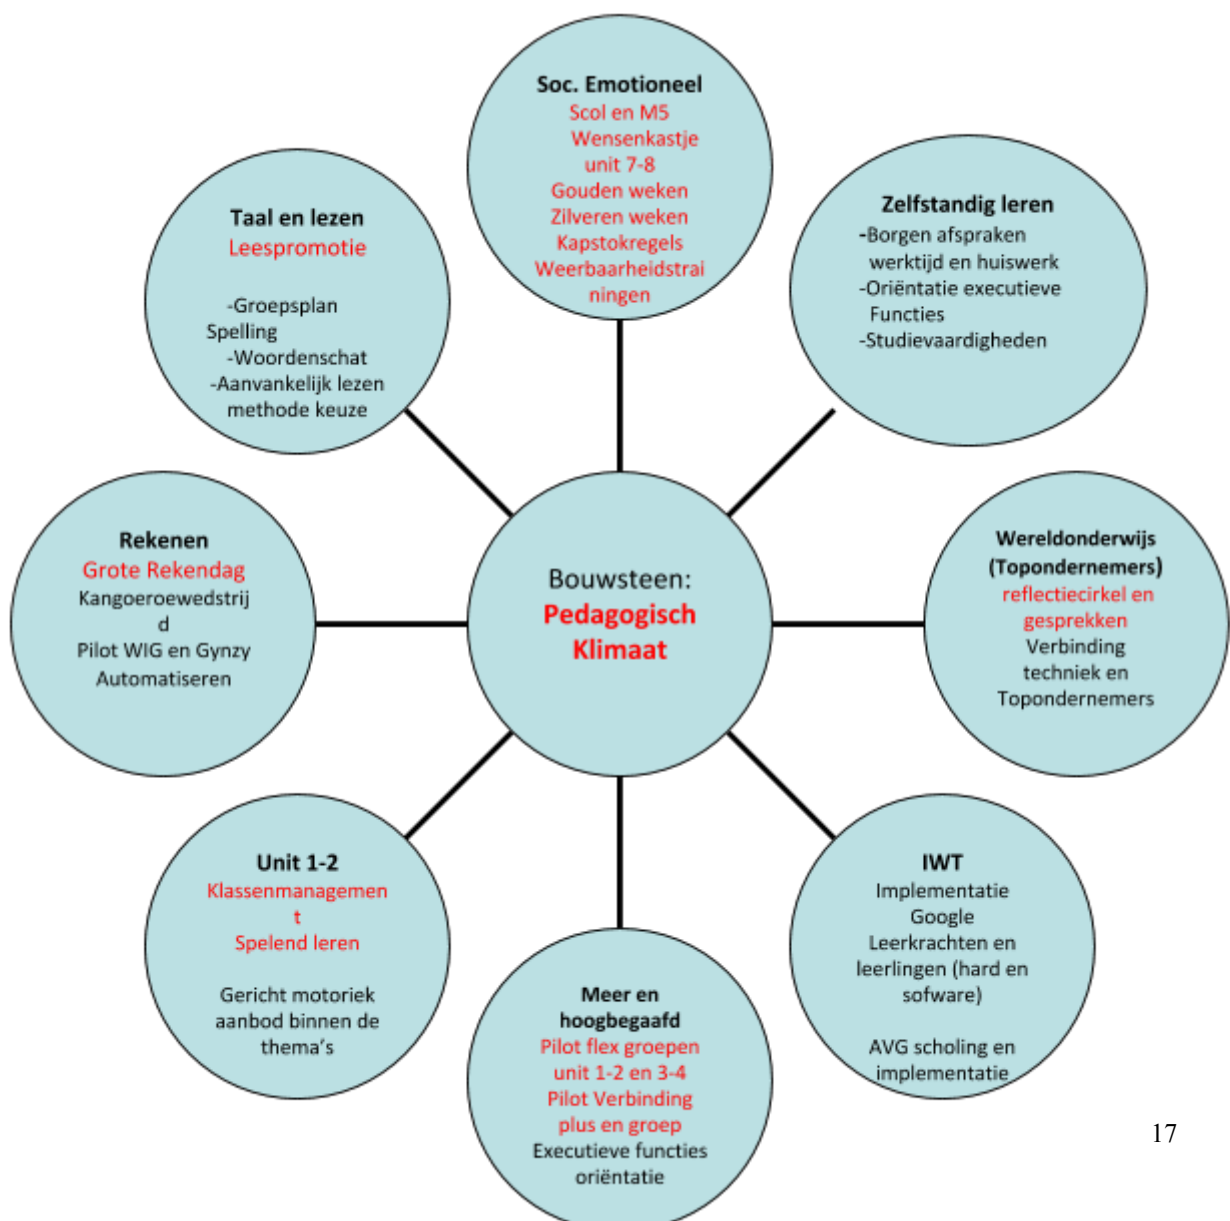 Soc. Emotioneel
Scol en M5
Wensenkastje
unit 7-8
Gouden weken
Zilveren weken
Kapstokregels
Weerbaarheidstrai
ningen
Taal en lezen
Leespromotie
-Groepsplan
Spelling
-Woordenschat
-Aanvankelijk lezen
methode keuze
Zelfstandig leren
-Borgen afspraken
werktijd en huiswerk
-Oriëntatie executieve
Functies
-Studievaardigheden
Rekenen
Grote Rekendag
Kangoeroewedstrij
d
Pilot WIG en Gynzy
Automatiseren
Bouwsteen:
Pedagogisch
Klimaat
Wereldonderwijs
(Topondernemers)
reflectiecirkel en
gesprekken
Verbinding
techniek en
Topondernemers
Unit 1-2
Klassenmanagemen
t
Spelend leren
Gericht motoriek
aanbod binnen de
thema's
Meer en
hoogbegaafd
Pilot flex groepen
unit 1-2 en 3-4
Pilot Verbinding
plus en groep
Executieve functies
oriëntatie
IWT
Implementatie
Google
Leerkrachten en
leerlingen (hard en
sofware)
AVG scholing en
implementatie
17